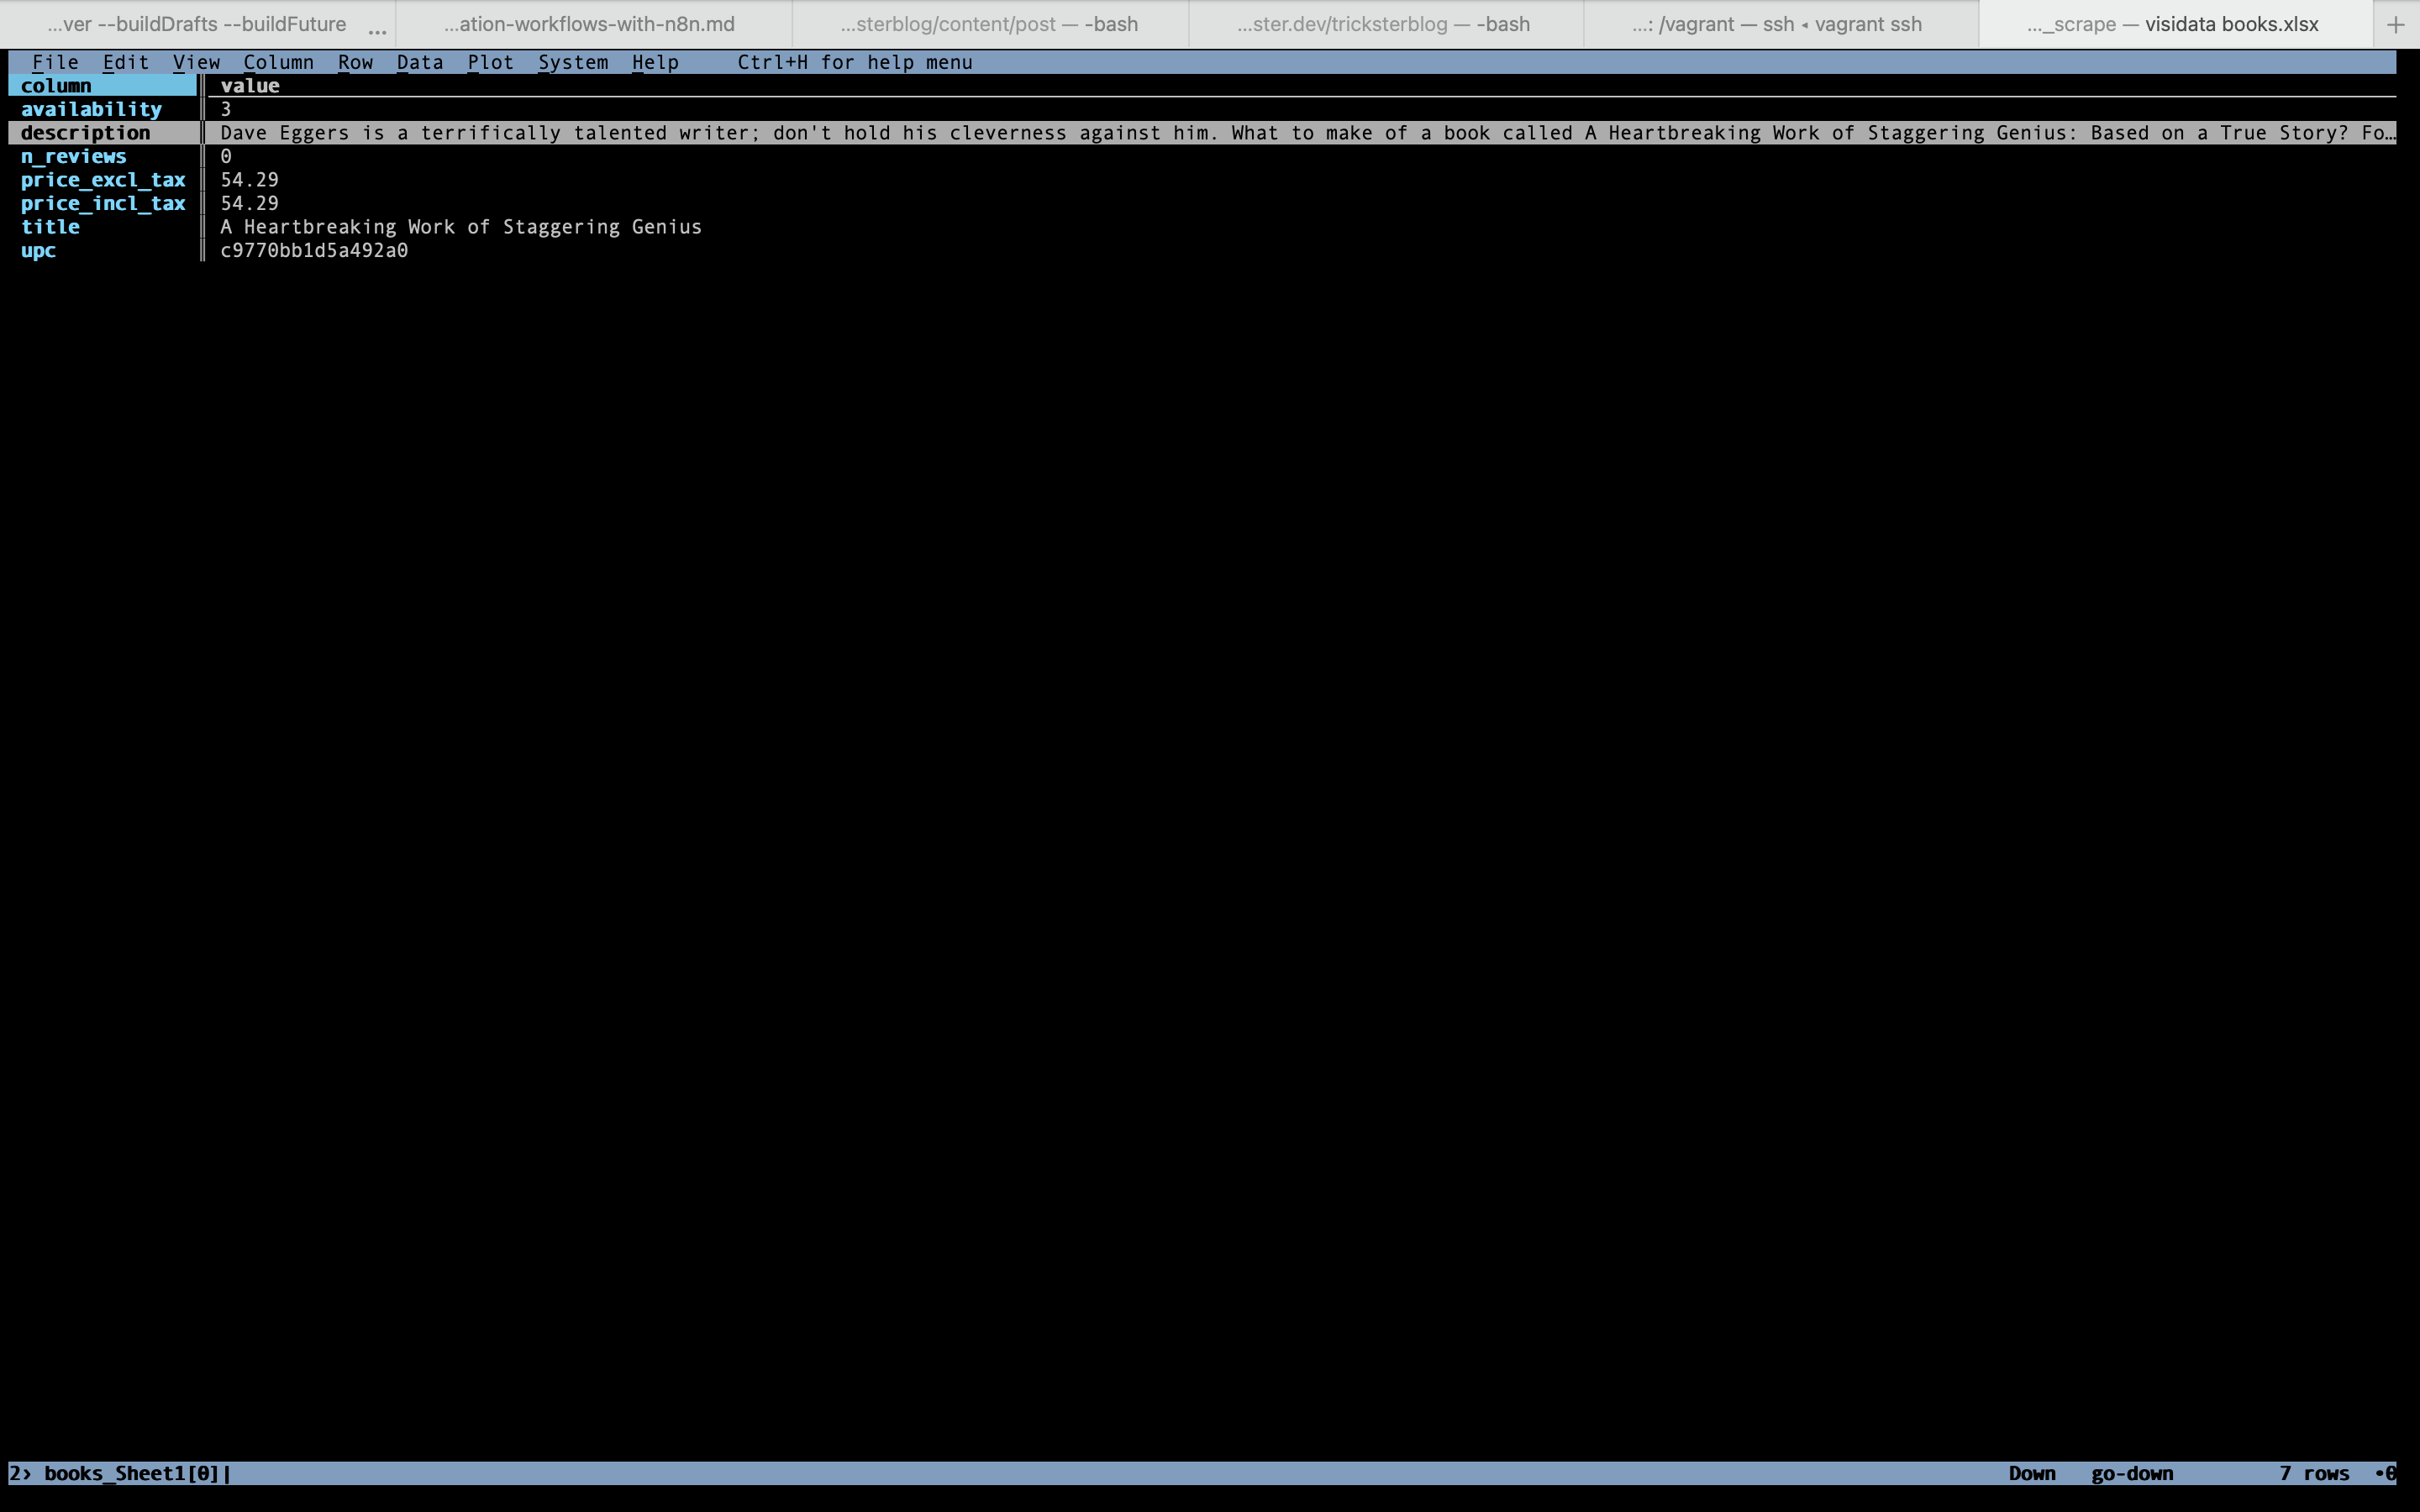 ...ver --buildDrafts --buildFuture ... ...ation-workflows-with-n8n.md ...sterblog/content/post — -bash ...ster.dev/tricksterblog — -bash ...: /vagrant — ssh ◂ vagrant ssh ..._scrape — visidata books.xlsx +
File Edit View Column Row Data Plot System Help Ctrl+H for help menu
column ‖ value
availability ‖ 3
description ‖ Dave Eggers is a terrifically talented writer; don't hold his cleverness against him. What to make of a book called A Heartbreaking Work of Staggering Genius: Based on a True Story? Fo…
n_reviews ‖ 0
price_excl_tax ‖ 54.29
price_incl_tax ‖ 54.29
title ‖ A Heartbreaking Work of Staggering Genius
upc ‖ c9770bb1d5a492a0
2› books_Sheet1[0]| Down go-down 7 rows •0